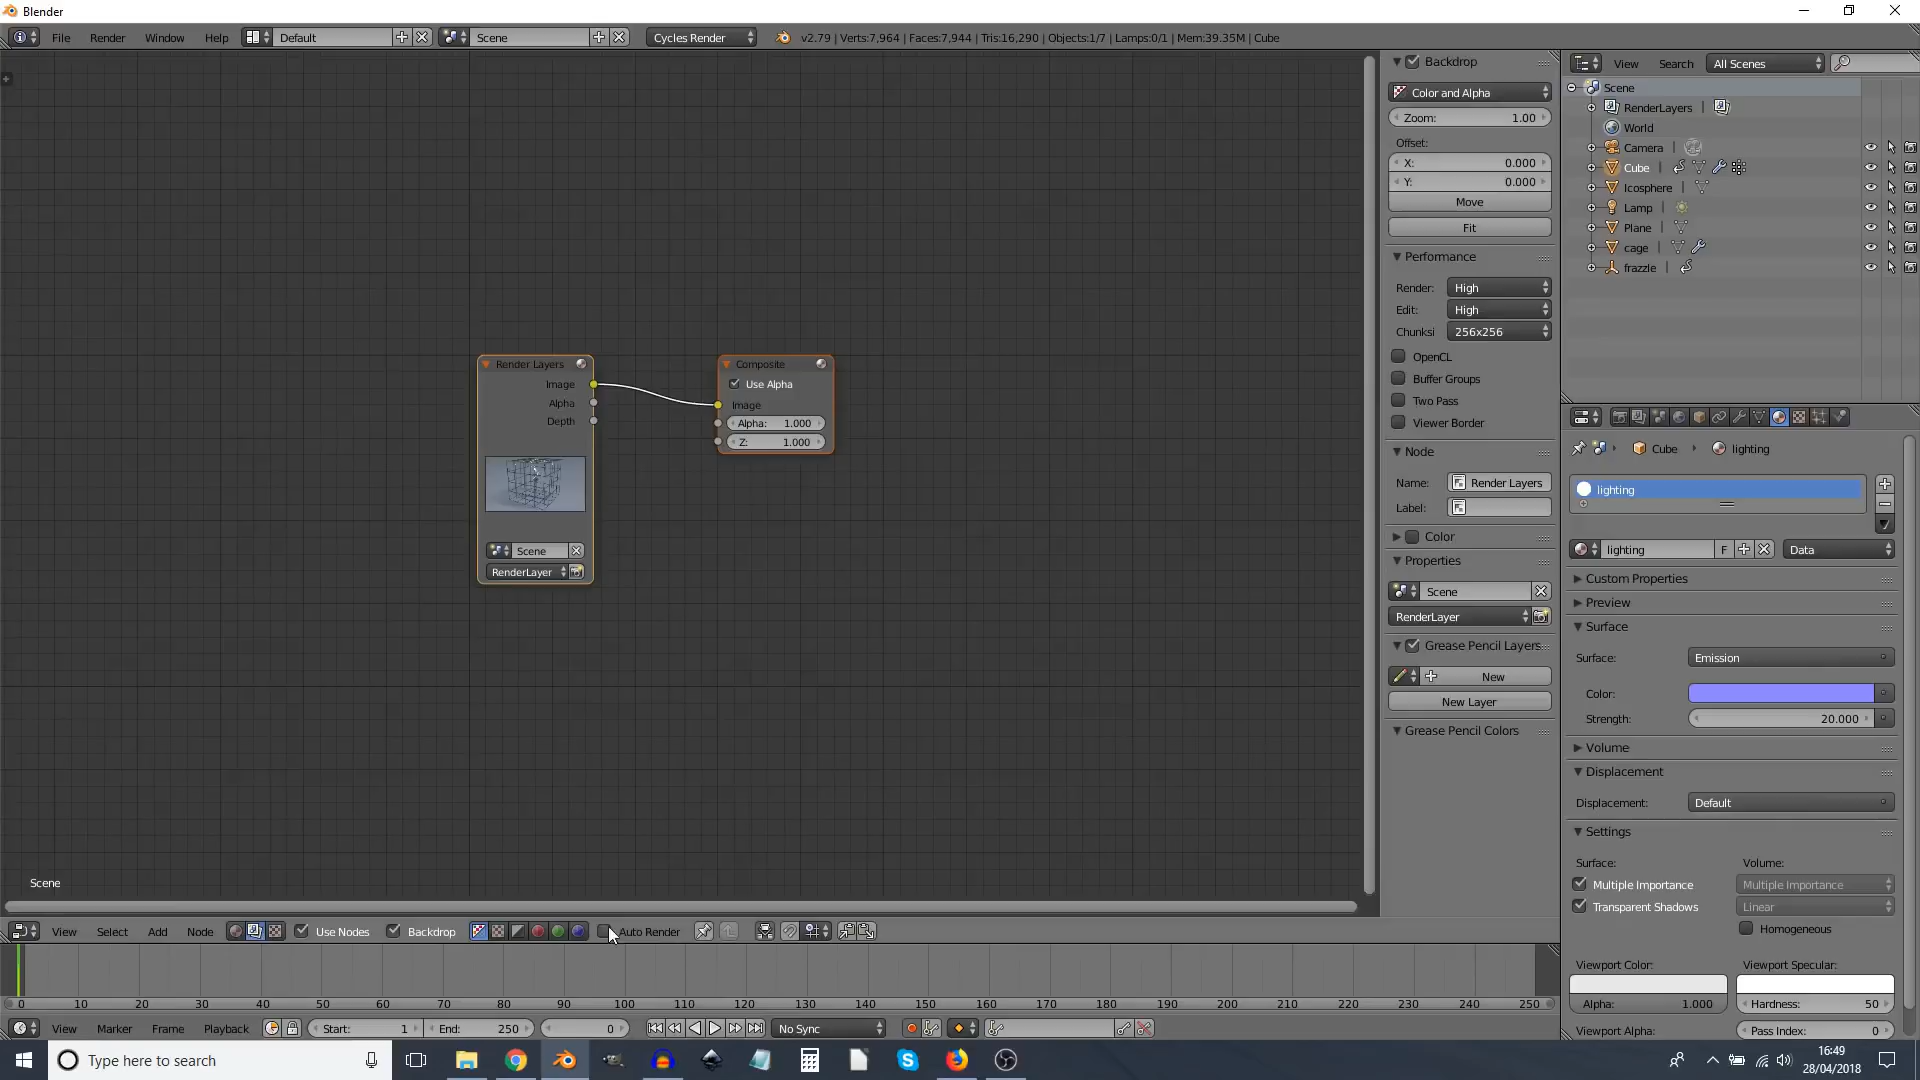 Blender
File Render Window Help Default Scene Cycles Render v2.79 | Verts:7,964 | Faces:7,944 | Tris:16,290 | Objects:1/7 | Lamps:0/1 | Mem:39.35M | Cube
Render Layers
Image
Alpha
Depth
Scene
RenderLayer
Composite
Use Alpha
Image
Alpha: 1.000
Z: 1.000
Scene
Backdrop
Color and Alpha
Zoom: 1.00
Offset:
X: 0.000
Y: 0.000
Move
Fit
Performance
Render: High
Edit: High
Chunksi 256x256
OpenCL
Buffer Groups
Two Pass
Viewer Border
Node
Name: Render Layers
Label:
Color
Properties
Scene
RenderLayer
Grease Pencil Layers
New
New Layer
Grease Pencil Colors
View Search All Scenes
Scene
RenderLayers
World
Camera
Cube
Icosphere
Lamp
Plane
cage
frazzle
Cube lighting
lighting
lighting F Data
Custom Properties
Preview
Surface
Surface: Emission
Color:
Strength: 20.000
Volume
Displacement
Displacement: Default
Settings
Surface: Volume:
Multiple Importance Multiple Importance
Transparent Shadows Linear
Homogeneous
Viewport Color: Viewport Specular:
Alpha: 1.000 Hardness: 50
Viewport Alpha: Pass Index: 0
View Select Add Node Use Nodes Backdrop Auto Render
0 10 20 30 40 50 60 70 80 90 100 110 120 130 140 150 160 170 180 190 200 210 220 230 240 250
View Marker Frame Playback Start: 1 End: 250 0 No Sync
Type here to search
16:49
28/04/2018